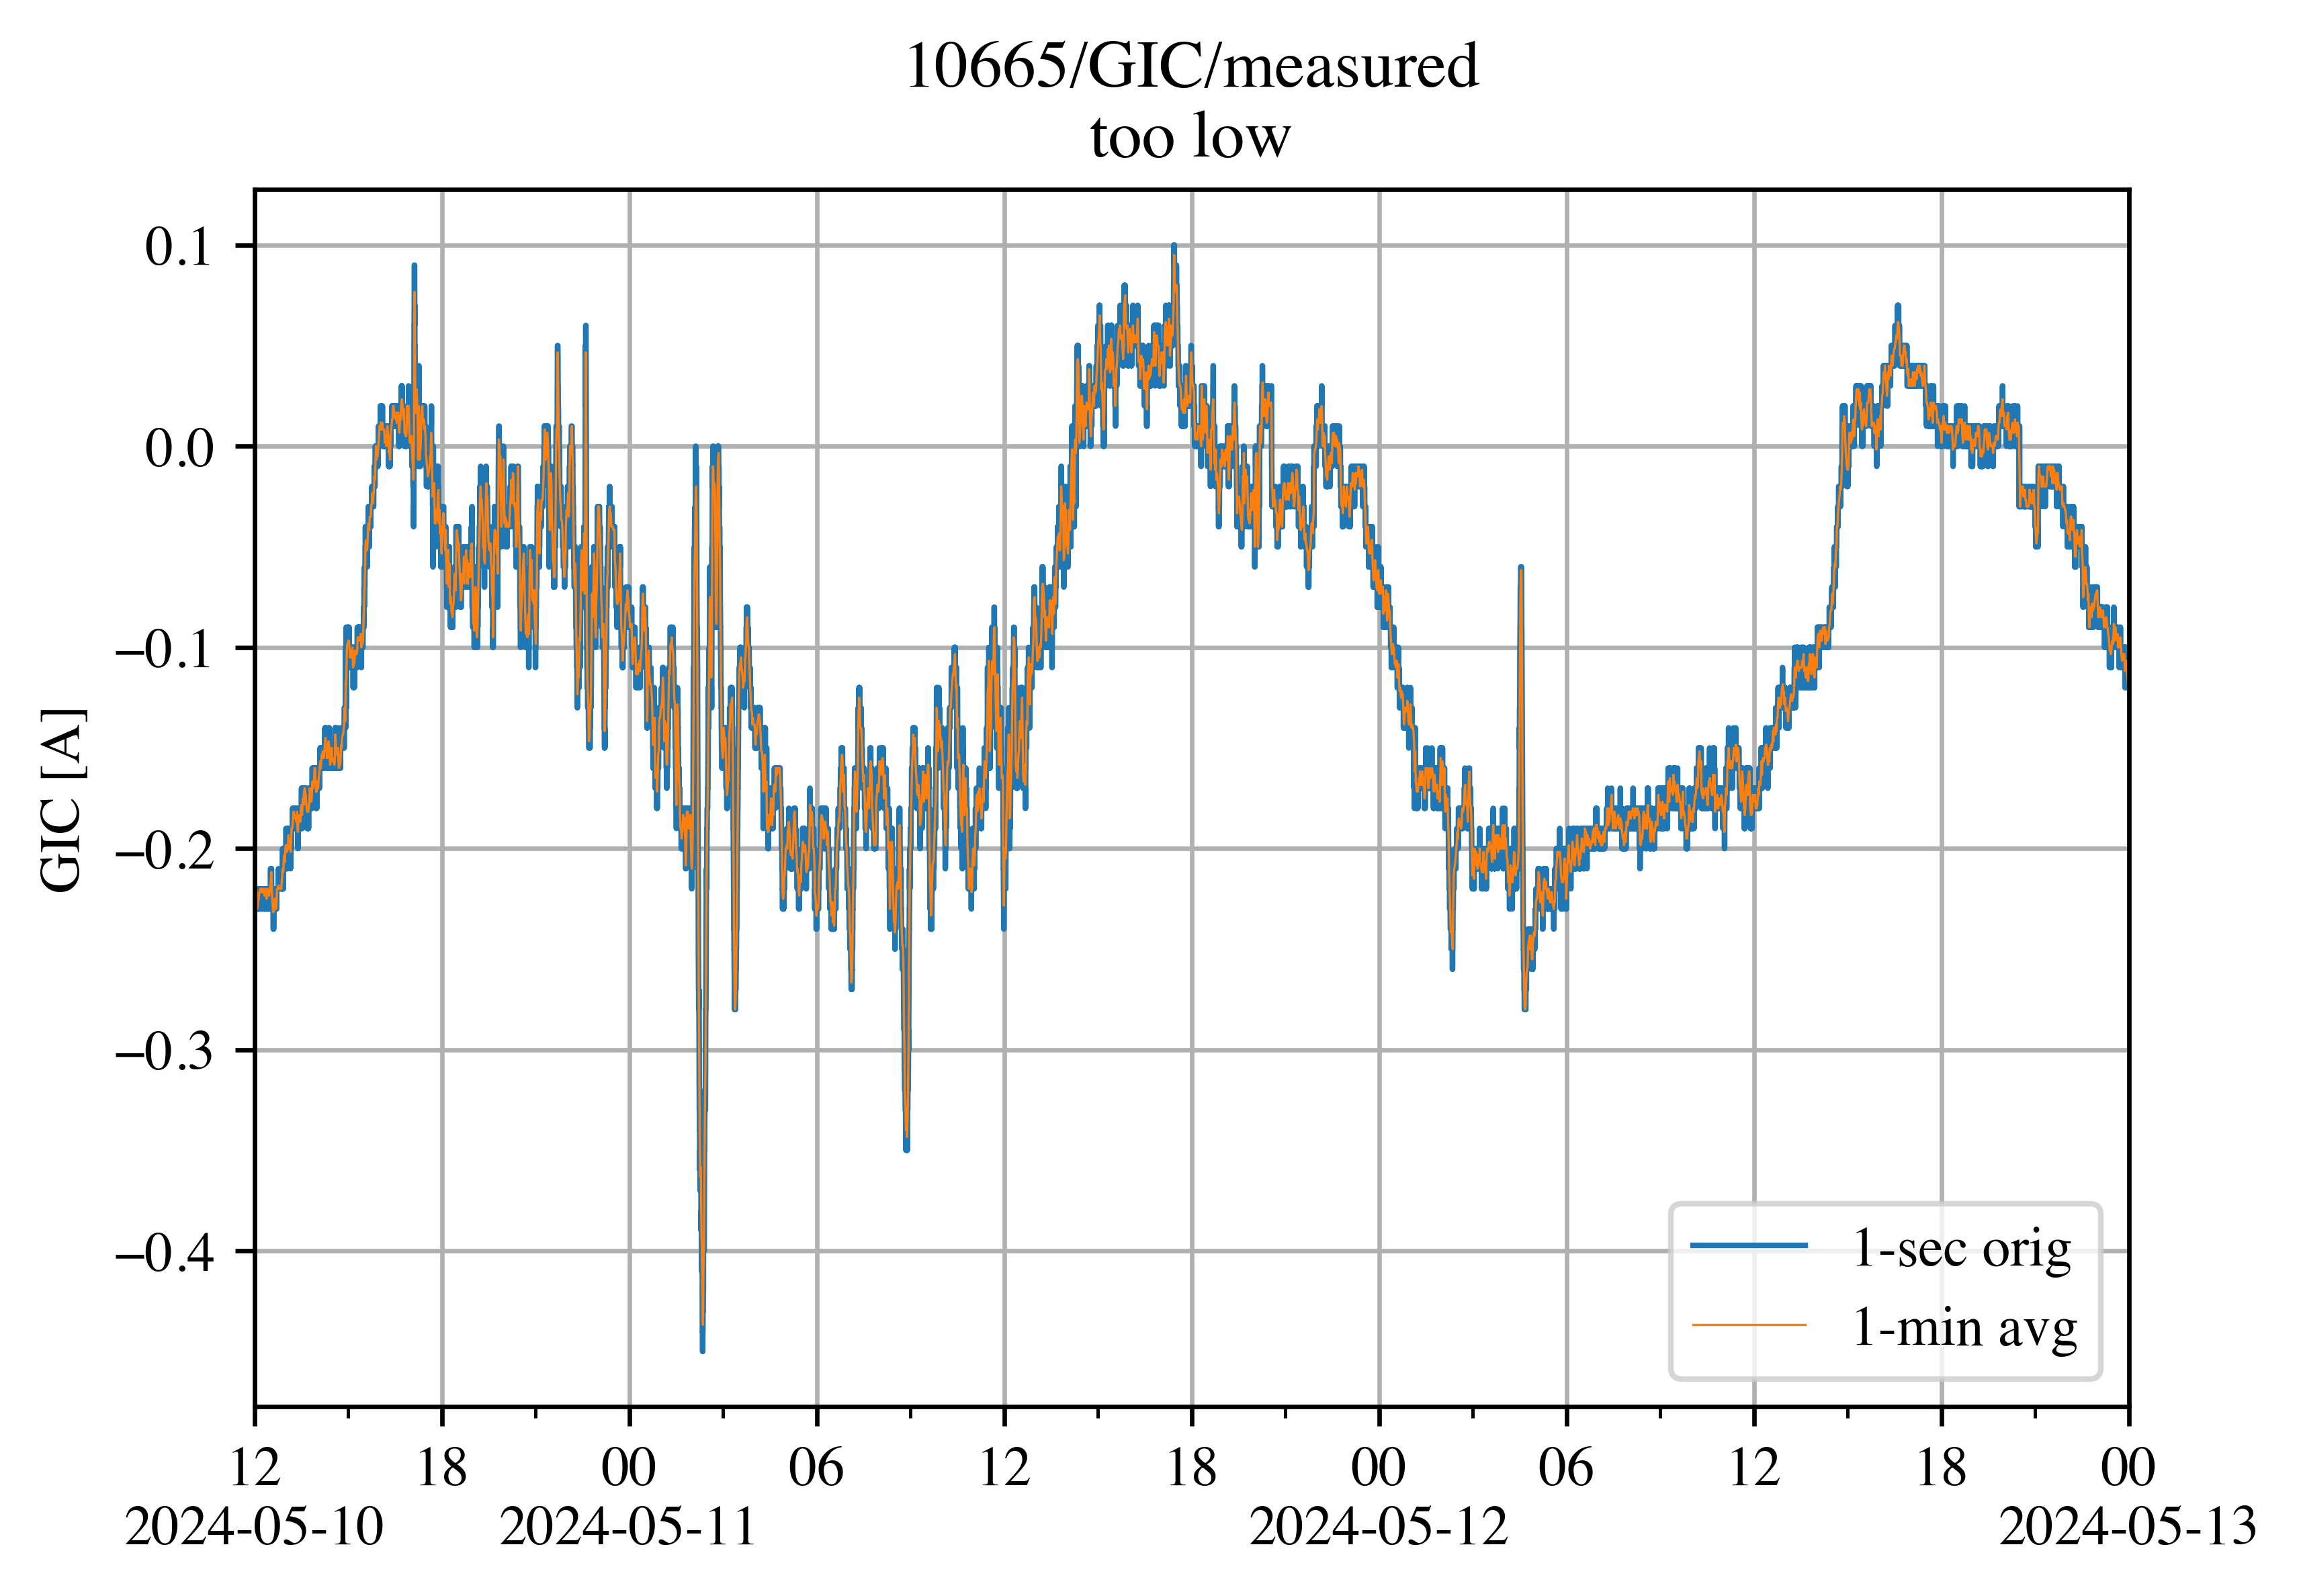 10665/GIC/measured
too low
GIC [A]
0.1
0.0
−0.1
−0.2
−0.3
−0.4
1-sec orig
1-min avg
12 18 00 06 12 18 00 06 12 18 00
2024-05-10 2024-05-11 2024-05-12 2024-05-13